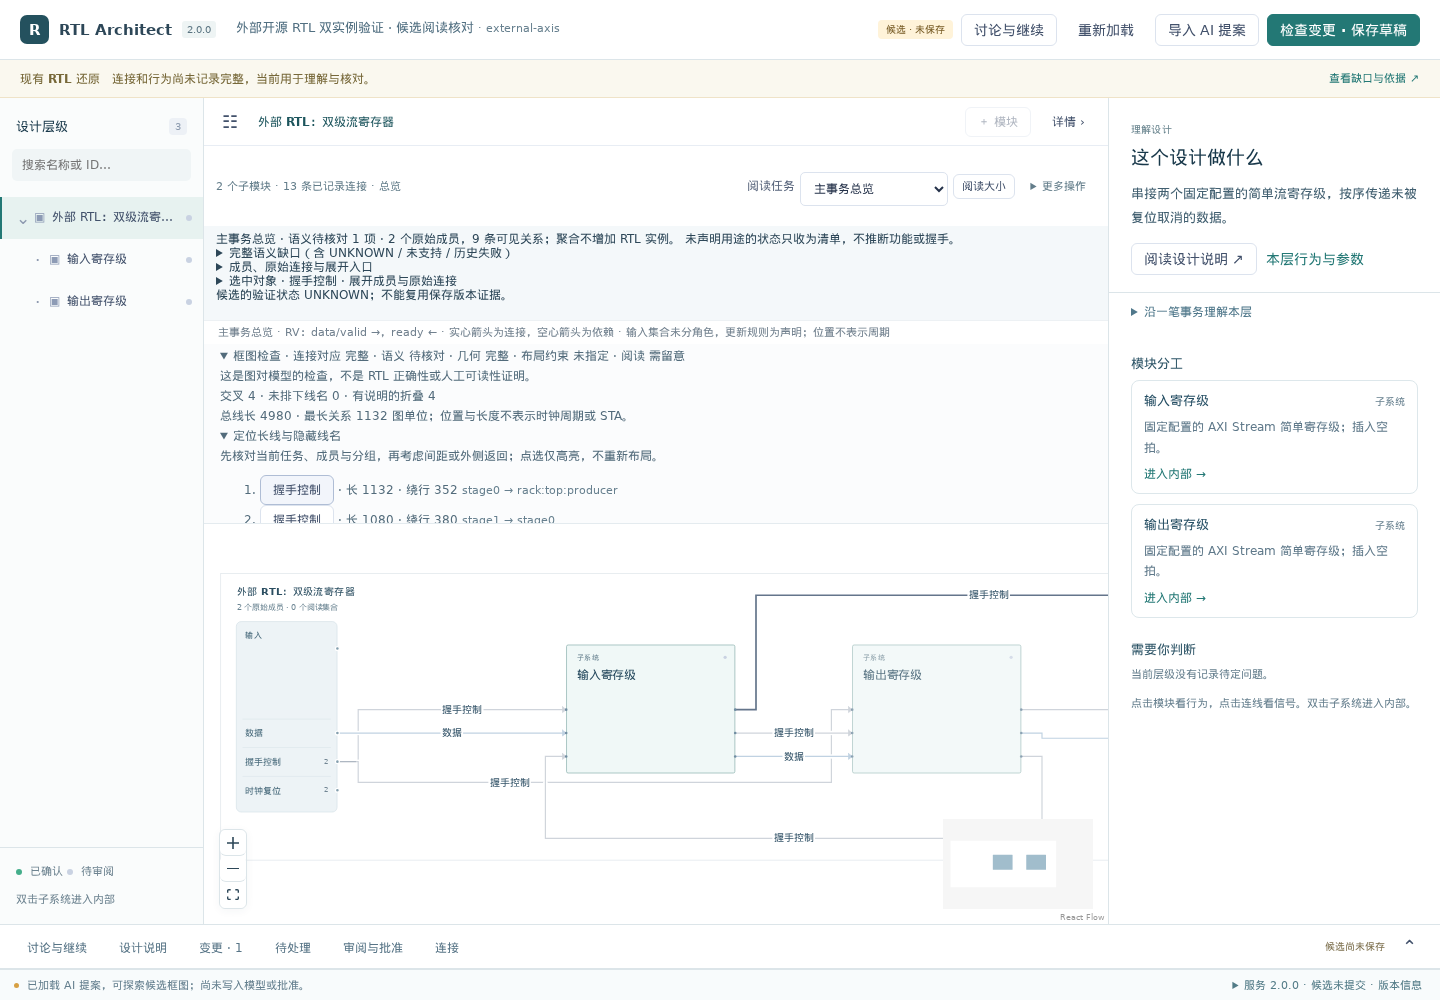 R RTL Architect 2.0.0 外部开源 RTL 双实例验证 · 候选阅读核对 · external-axis 候选 · 未保存 讨论与继续 重新加载 导入 AI 提案 检查变更 · 保存草稿
现有 RTL 还原 连接和行为尚未记录完整，当前用于理解与核对。 查看缺口与依据 ↗
设计层级 3
搜索名称或 ID...
外部 RTL：双级流寄...
输入寄存级
输出寄存级
已确认 待审阅
双击子系统进入内部
外部 RTL：双级流寄存器 ＋ 模块 详情 ›
2 个子模块 · 13 条已记录连接 · 总览 阅读任务 主事务总览 阅读大小 ▶ 更多操作
主事务总览 · 语义待核对 1 项 · 2 个原始成员，9 条可见关系；聚合不增加 RTL 实例。 未声明用途的状态只收为清单，不推断功能或握手。
▶ 完整语义缺口（含 UNKNOWN / 未支持 / 历史失败）
▶ 成员、原始连接与展开入口
▶ 选中对象 · 握手控制 · 展开成员与原始连接
候选的验证状态 UNKNOWN；不能复用保存版本证据。
主事务总览 · RV: data/valid →, ready ← · 实心箭头为连接，空心箭头为依赖 · 输入集合未分角色，更新规则为声明；位置不表示周期
▼ 框图检查 · 连接对应 完整 · 语义 待核对 · 几何 完整 · 布局约束 未指定 · 阅读 需留意
这是图对模型的检查，不是 RTL 正确性或人工可读性证明。
交叉 4 · 未排下线名 0 · 有说明的折叠 4
总线长 4980 · 最长关系 1132 图单位；位置与长度不表示时钟周期或 STA。
▼ 定位长线与隐藏线名
先核对当前任务、成员与分组，再考虑间距或外侧返回；点选仅高亮，不重新布局。
1. 握手控制 · 长 1132 · 绕行 352 stage0 → rack:top:producer
2. 握手控制 · 长 1080 · 绕行 380 stage1 → stage0
外部 RTL：双级流寄存器
2 个原始成员 · 0 个阅读集合
输入
数据
握手控制 2
时钟复位 2
握手控制
数据
握手控制
子系统
输入寄存级
握手控制
握手控制
数据
握手控制
子系统
输出寄存级
React Flow
理解设计
这个设计做什么
串接两个固定配置的简单流寄存级，按序传递未被
复位取消的数据。
阅读设计说明 ↗ 本层行为与参数
▶ 沿一笔事务理解本层
模块分工
输入寄存级 子系统
固定配置的 AXI Stream 简单寄存级；插入空
拍。
进入内部 →
输出寄存级 子系统
固定配置的 AXI Stream 简单寄存级；插入空
拍。
进入内部 →
需要你判断
当前层级没有记录待定问题。
点击模块看行为，点击连线看信号。双击子系统进入内部。
讨论与继续 设计说明 变更 · 1 待处理 审阅与批准 连接 候选尚未保存
已加载 AI 提案，可探索候选框图；尚未写入模型或批准。 ▶ 服务 2.0.0 · 候选未提交 · 版本信息